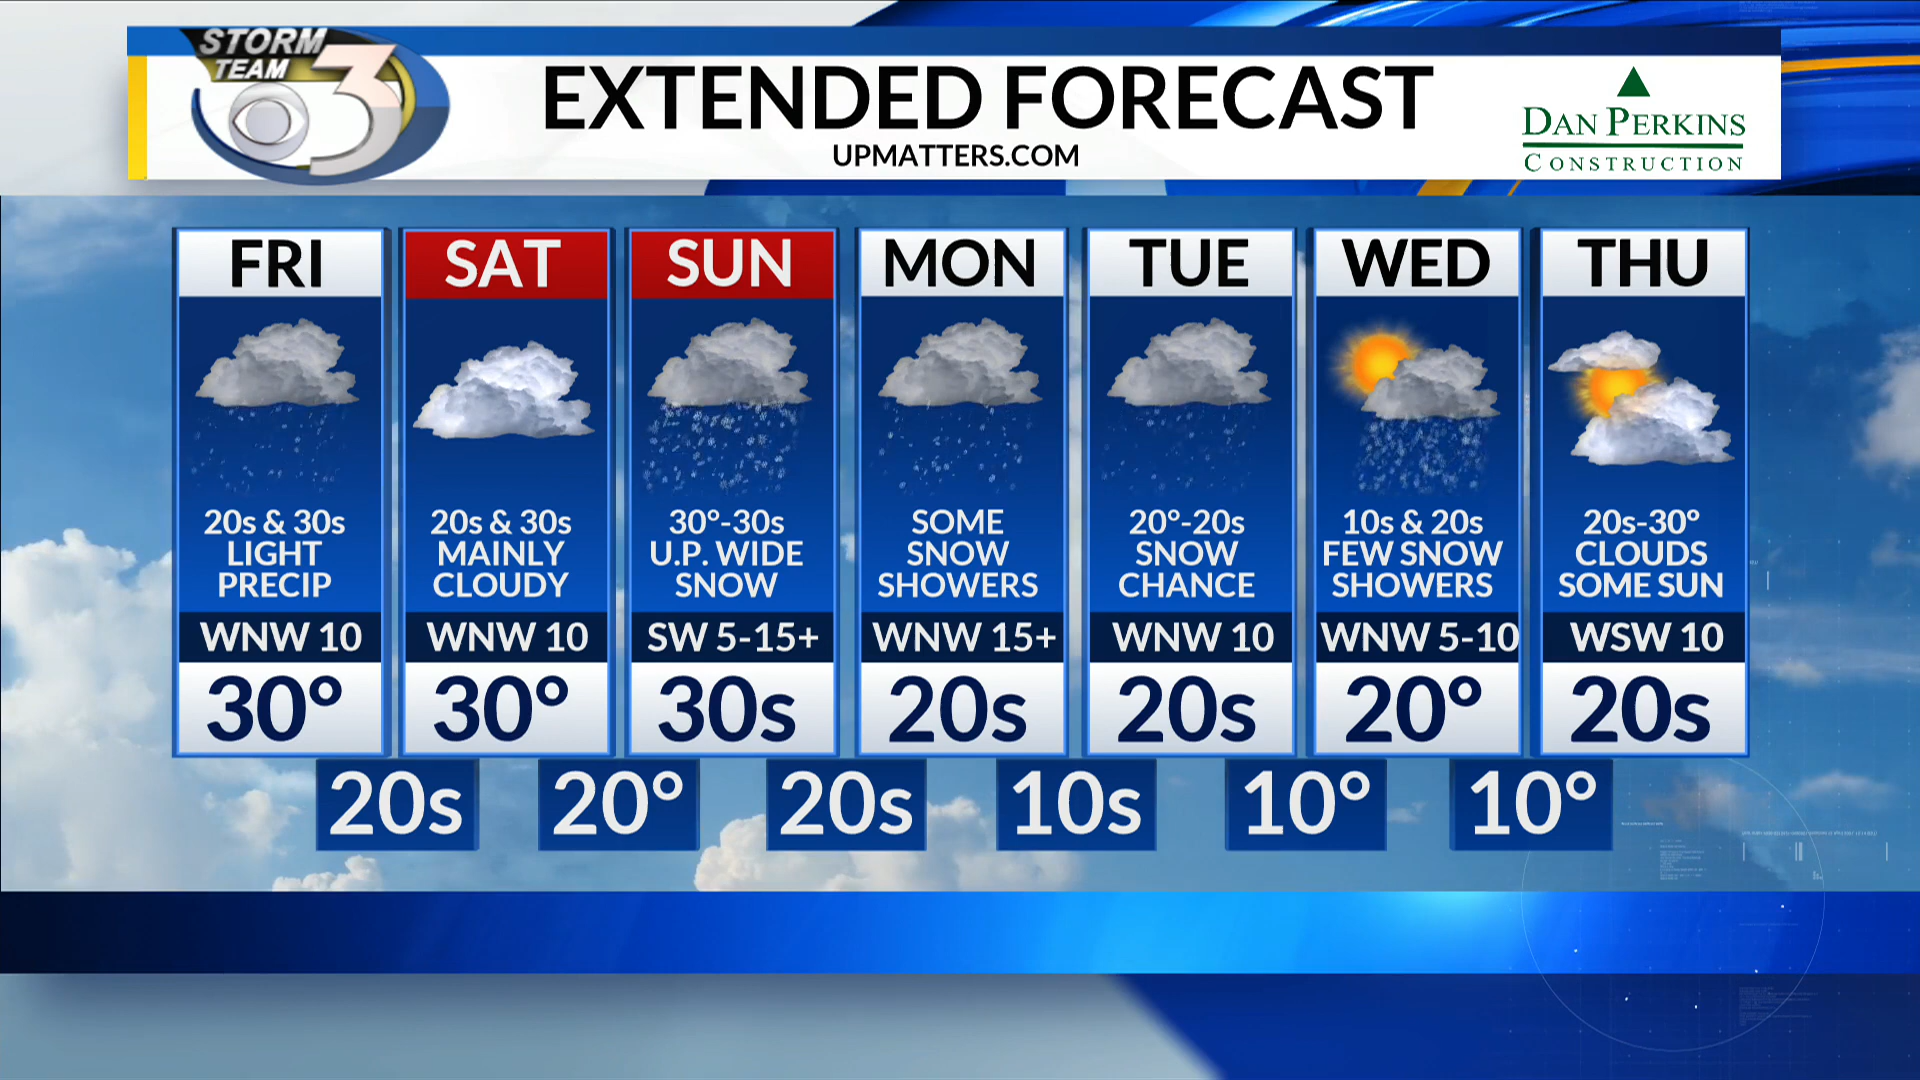 STORM
TEAM
3
EXTENDED FORECAST
UPMATTERS.COM
DAN PERKINS
CONSTRUCTION
FRI
20s & 30s
LIGHT
PRECIP
WNW 10
30°
SAT
20s & 30s
MAINLY
CLOUDY
WNW 10
30°
SUN
30°-30s
U.P. WIDE
SNOW
SW 5-15+
30s
MON
SOME
SNOW
SHOWERS
WNW 15+
20s
TUE
20°-20s
SNOW
CHANCE
WNW 10
20s
WED
10s & 20s
FEW SNOW
SHOWERS
WNW 5-10
20°
THU
20s-30°
CLOUDS
SOME SUN
WSW 10
20s
20s
20°
20s
10s
10°
10°